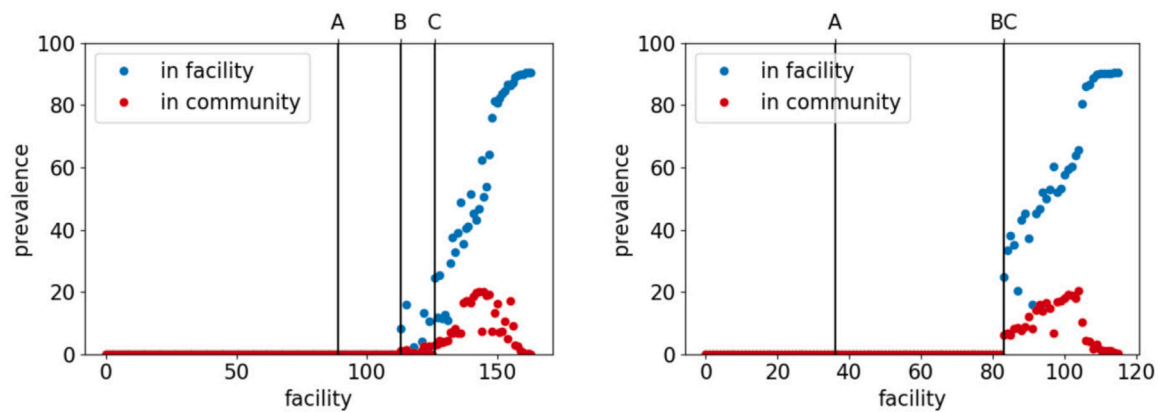 A B C
100
80
60
40
20
0
in facility
in community
prevalence
0 50 100 150
facility
A BC
100
80
60
40
20
0
in facility
in community
prevalence
0 20 40 60 80 100 120
facility